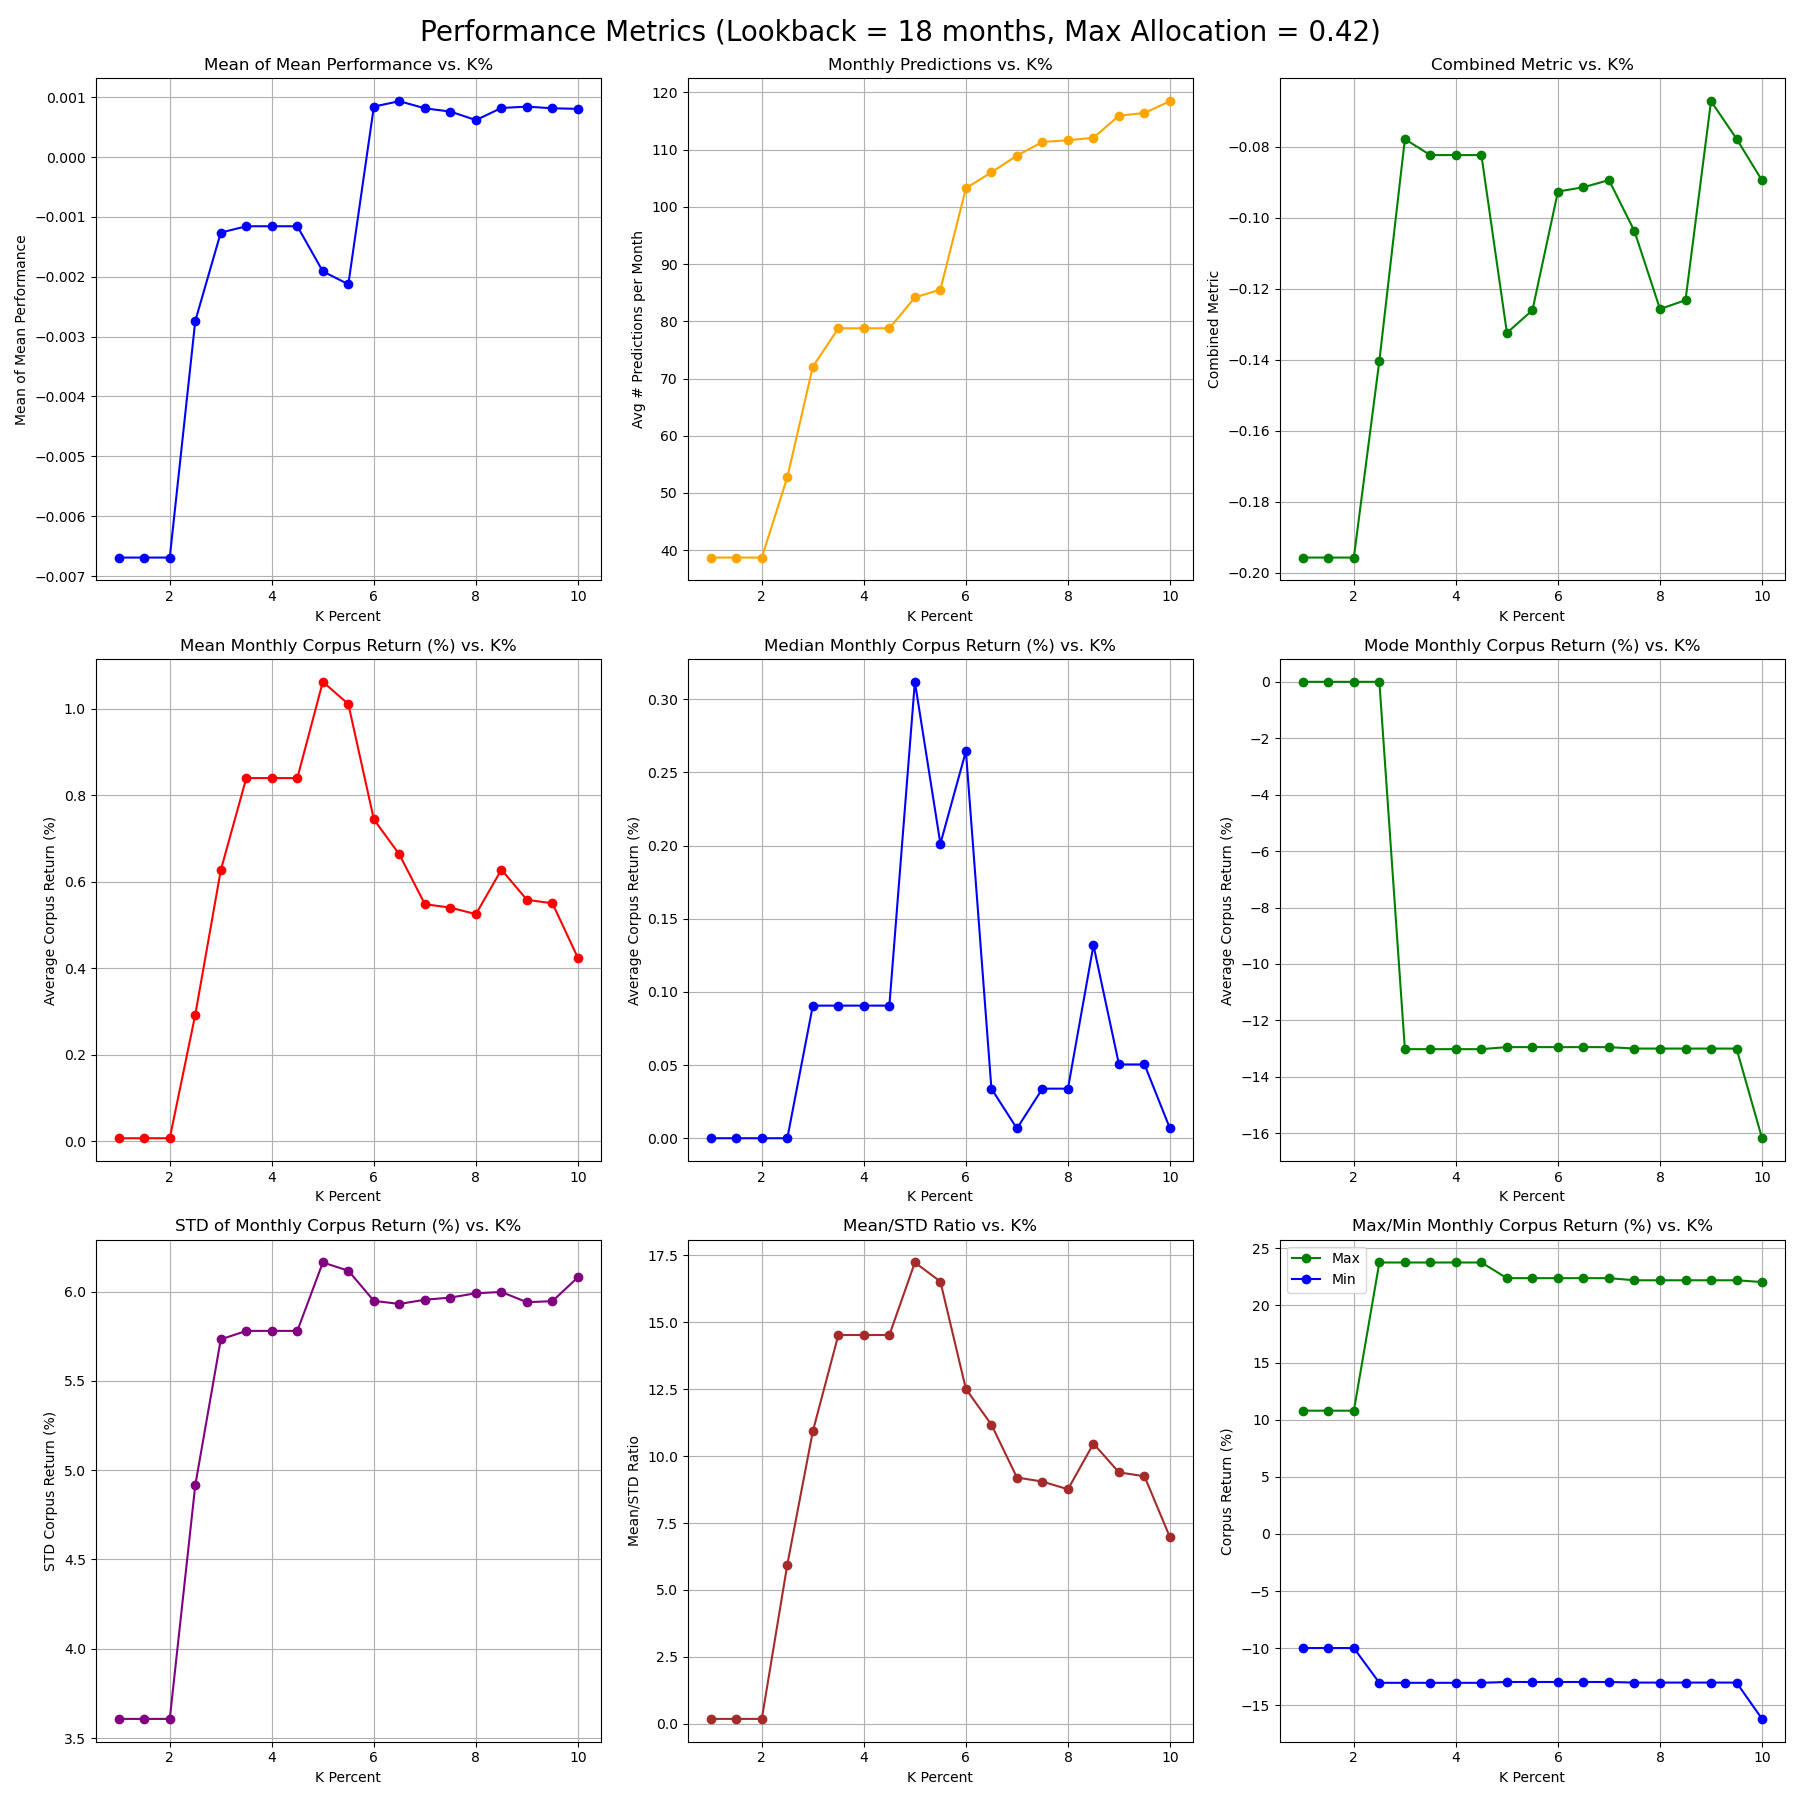 Performance Metrics (Lookback = 18 months, Max Allocation = 0.42)
Mean of Mean Performance vs. K%
Mean of Mean Performance
0.001
0.000
−0.001
−0.002
−0.003
−0.004
−0.005
−0.006
−0.007
2 4 6 8 10
K Percent
Monthly Predictions vs. K%
Avg # Predictions per Month
120
110
100
90
80
70
60
50
40
2 4 6 8 10
K Percent
Combined Metric vs. K%
Combined Metric
−0.08
−0.10
−0.12
−0.14
−0.16
−0.18
−0.20
2 4 6 8 10
K Percent
Mean Monthly Corpus Return (%) vs. K%
Average Corpus Return (%)
1.0
0.8
0.6
0.4
0.2
0.0
2 4 6 8 10
K Percent
Median Monthly Corpus Return (%) vs. K%
Average Corpus Return (%)
0.30
0.25
0.20
0.15
0.10
0.05
0.00
2 4 6 8 10
K Percent
Mode Monthly Corpus Return (%) vs. K%
Average Corpus Return (%)
0
−2
−4
−6
−8
−10
−12
−14
−16
2 4 6 8 10
K Percent
STD of Monthly Corpus Return (%) vs. K%
STD Corpus Return (%)
6.0
5.5
5.0
4.5
4.0
3.5
2 4 6 8 10
K Percent
Mean/STD Ratio vs. K%
Mean/STD Ratio
17.5
15.0
12.5
10.0
7.5
5.0
2.5
0.0
2 4 6 8 10
K Percent
Max/Min Monthly Corpus Return (%) vs. K%
Corpus Return (%)
Max
Min
25
20
15
10
5
0
−5
−10
−15
2 4 6 8 10
K Percent